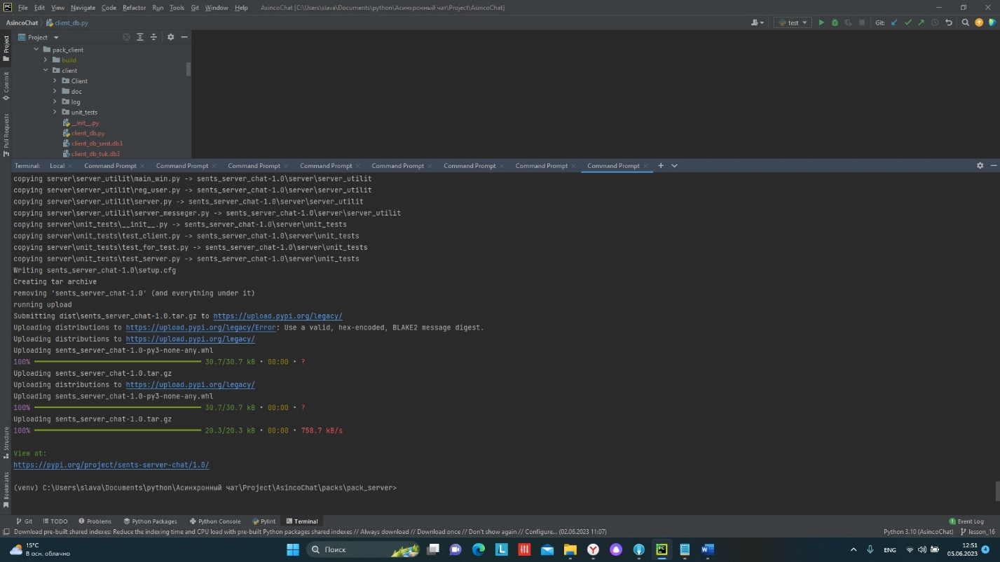 File Edit View Navigate Code Refactor Run Tools Git Window Help AsincoChat [C:\Users\slava\Documents\python\Асинхронный чат\Project\AsincoChat]
AsincoChat client_db.py test Git:
Project
pack_client
build
client
Client
doc
log
unit_tests
__init__.py
client_db.py
client_db_sent.db3
client_db_tuk.db3
Project
Commit
Pull Requests
Structure
Bookmarks
Terminal: Local Command Prompt Command Prompt Command Prompt Command Prompt Command Prompt Command Prompt Command Prompt Command Prompt
copying server\server_utilit\main_win.py -> sents_server_chat-1.0\server\server_utilit
copying server\server_utilit\reg_user.py -> sents_server_chat-1.0\server\server_utilit
copying server\server_utilit\server.py -> sents_server_chat-1.0\server\server_utilit
copying server\server_utilit\server_messeger.py -> sents_server_chat-1.0\server\server_utilit
copying server\unit_tests\__init__.py -> sents_server_chat-1.0\server\unit_tests
copying server\unit_tests\test_client.py -> sents_server_chat-1.0\server\unit_tests
copying server\unit_tests\test_for_test.py -> sents_server_chat-1.0\server\unit_tests
copying server\unit_tests\test_server.py -> sents_server_chat-1.0\server\unit_tests
Writing sents_server_chat-1.0\setup.cfg
Creating tar archive
removing 'sents_server_chat-1.0' (and everything under it)
running upload
Submitting dist\sents_server_chat-1.0.tar.gz to https://upload.pypi.org/legacy/
Uploading distributions to https://upload.pypi.org/legacy/Error: Use a valid, hex-encoded, BLAKE2 message digest.
Uploading distributions to https://upload.pypi.org/legacy/
Uploading sents_server_chat-1.0-py3-none-any.whl
100% 30.7/30.7 kB • 00:00 • ?
Uploading sents_server_chat-1.0.tar.gz
Uploading distributions to https://upload.pypi.org/legacy/
Uploading sents_server_chat-1.0-py3-none-any.whl
100% 30.7/30.7 kB • 00:00 • ?
Uploading sents_server_chat-1.0.tar.gz
100% 20.3/20.3 kB • 00:00 • 758.7 kB/s
View at:
https://pypi.org/project/sents-server-chat/1.0/
(venv) C:\Users\slava\Documents\python\Асинхронный чат\Project\AsincoChat\packs\pack_server>
Git TODO Problems Python Packages Python Console Pylint Terminal 1 Event Log
Download pre-built shared indexes: Reduce the indexing time and CPU load with pre-built Python packages shared indexes // Always download // Download once // Don't show again // Configure... (02.06.2023 11:07) Python 3.10 (AsincoChat) lesson_16
15°C
В осн. облачно
Поиск
ENG
12:51
05.06.2023
4